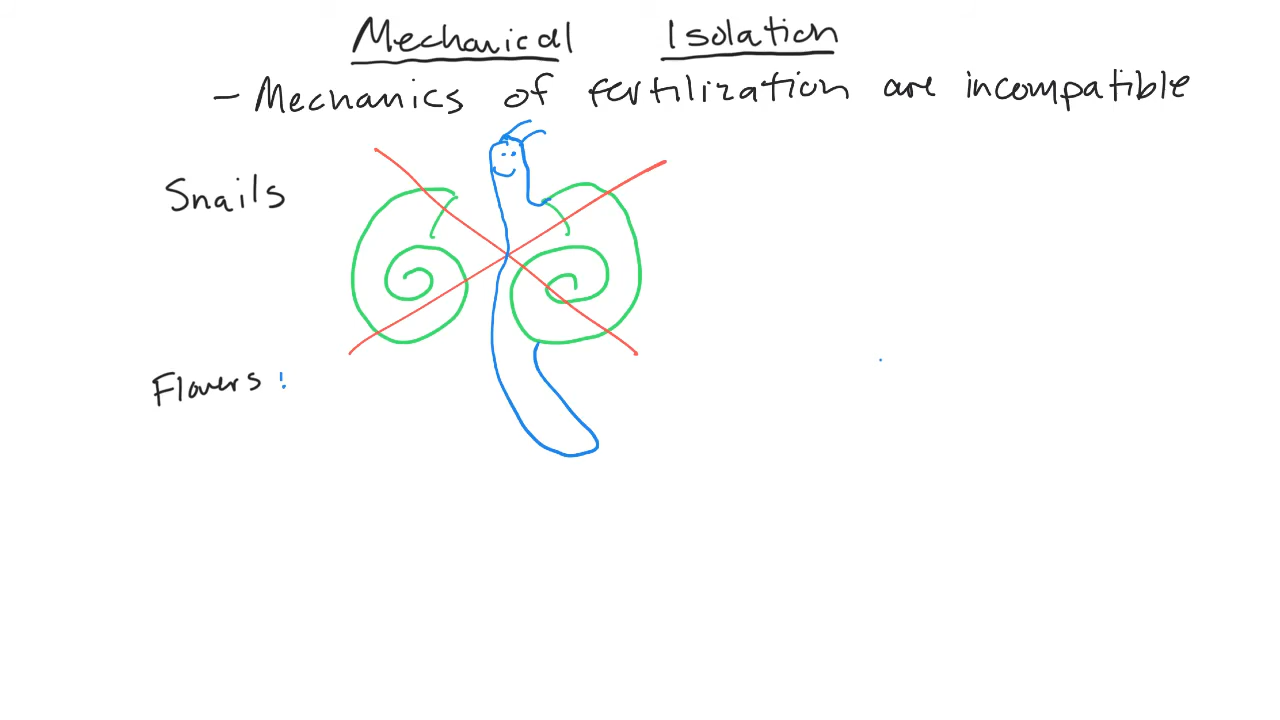 Mechanical Isolation
- Mechanics of fertilization are incompatible
Snails
Flowers :